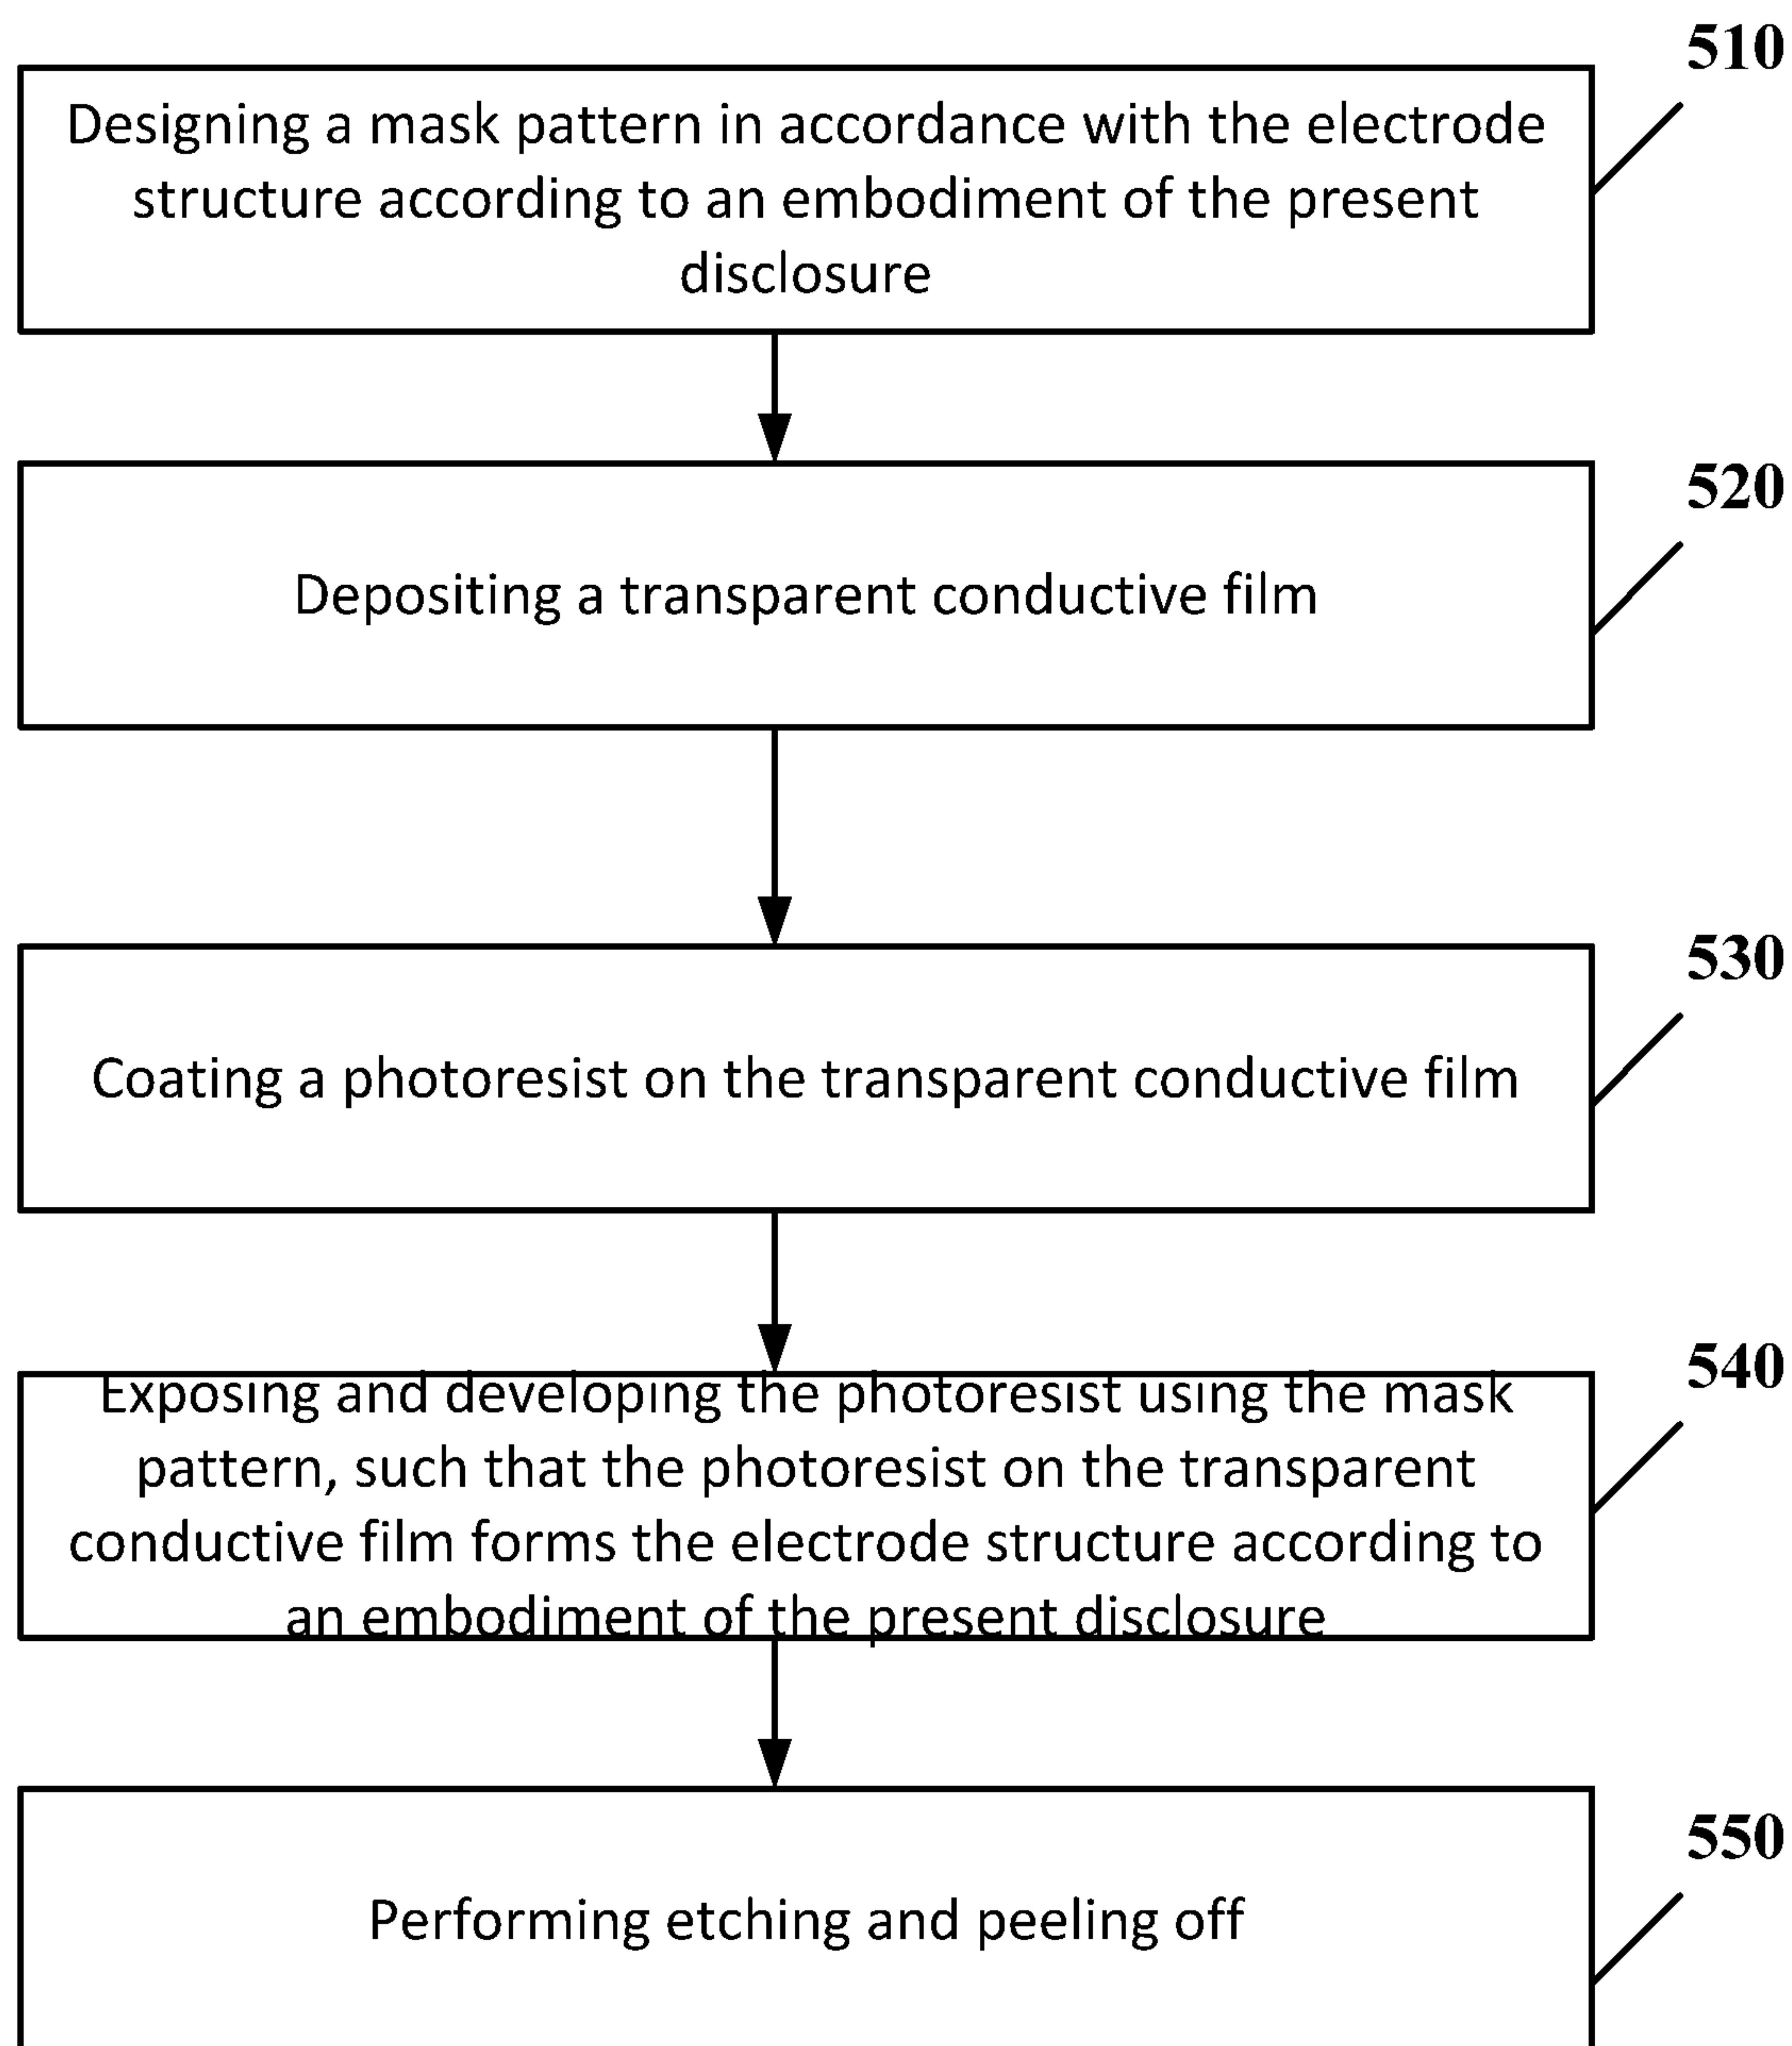 510
Designing a mask pattern in accordance with the electrode
structure according to an embodiment of the present
disclosure
520
Depositing a transparent conductive film
530
Coating a photoresist on the transparent conductive film
540
Exposing and developing the photoresist using the mask
pattern, such that the photoresist on the transparent
conductive film forms the electrode structure according to
an embodiment of the present disclosure
550
Performing etching and peeling off